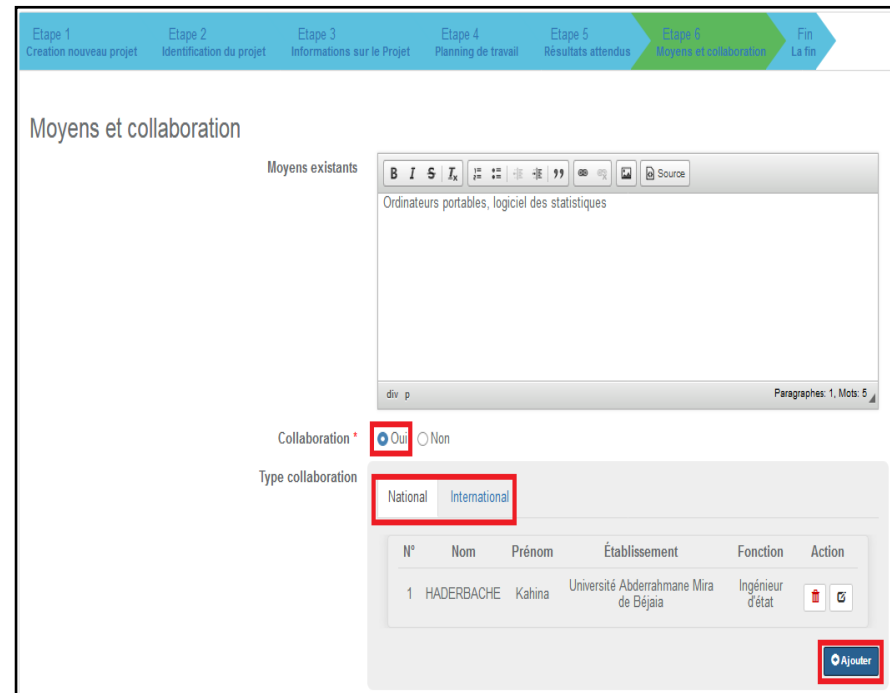 Etape 1 Etape 2 Etape 3 Etape 4 Etape 5 Etape 6 Fin
Creation nouveau projet Identification du projet Informations sur le Projet Planning de travail Résultats attendus Moyens et collaboration La fin
Moyens et collaboration
Moyens existants
B I S Tx Source
Ordinateurs portables, logiciel des statistiques
div p Paragraphes: 1, Mots: 5
Collaboration * Oui Non
Type collaboration
National International
N° Nom Prénom Établissement Fonction Action
1 HADERBACHE Kahina Université Abderrahmane Mira de Béjaia Ingénieur d'état
Ajouter